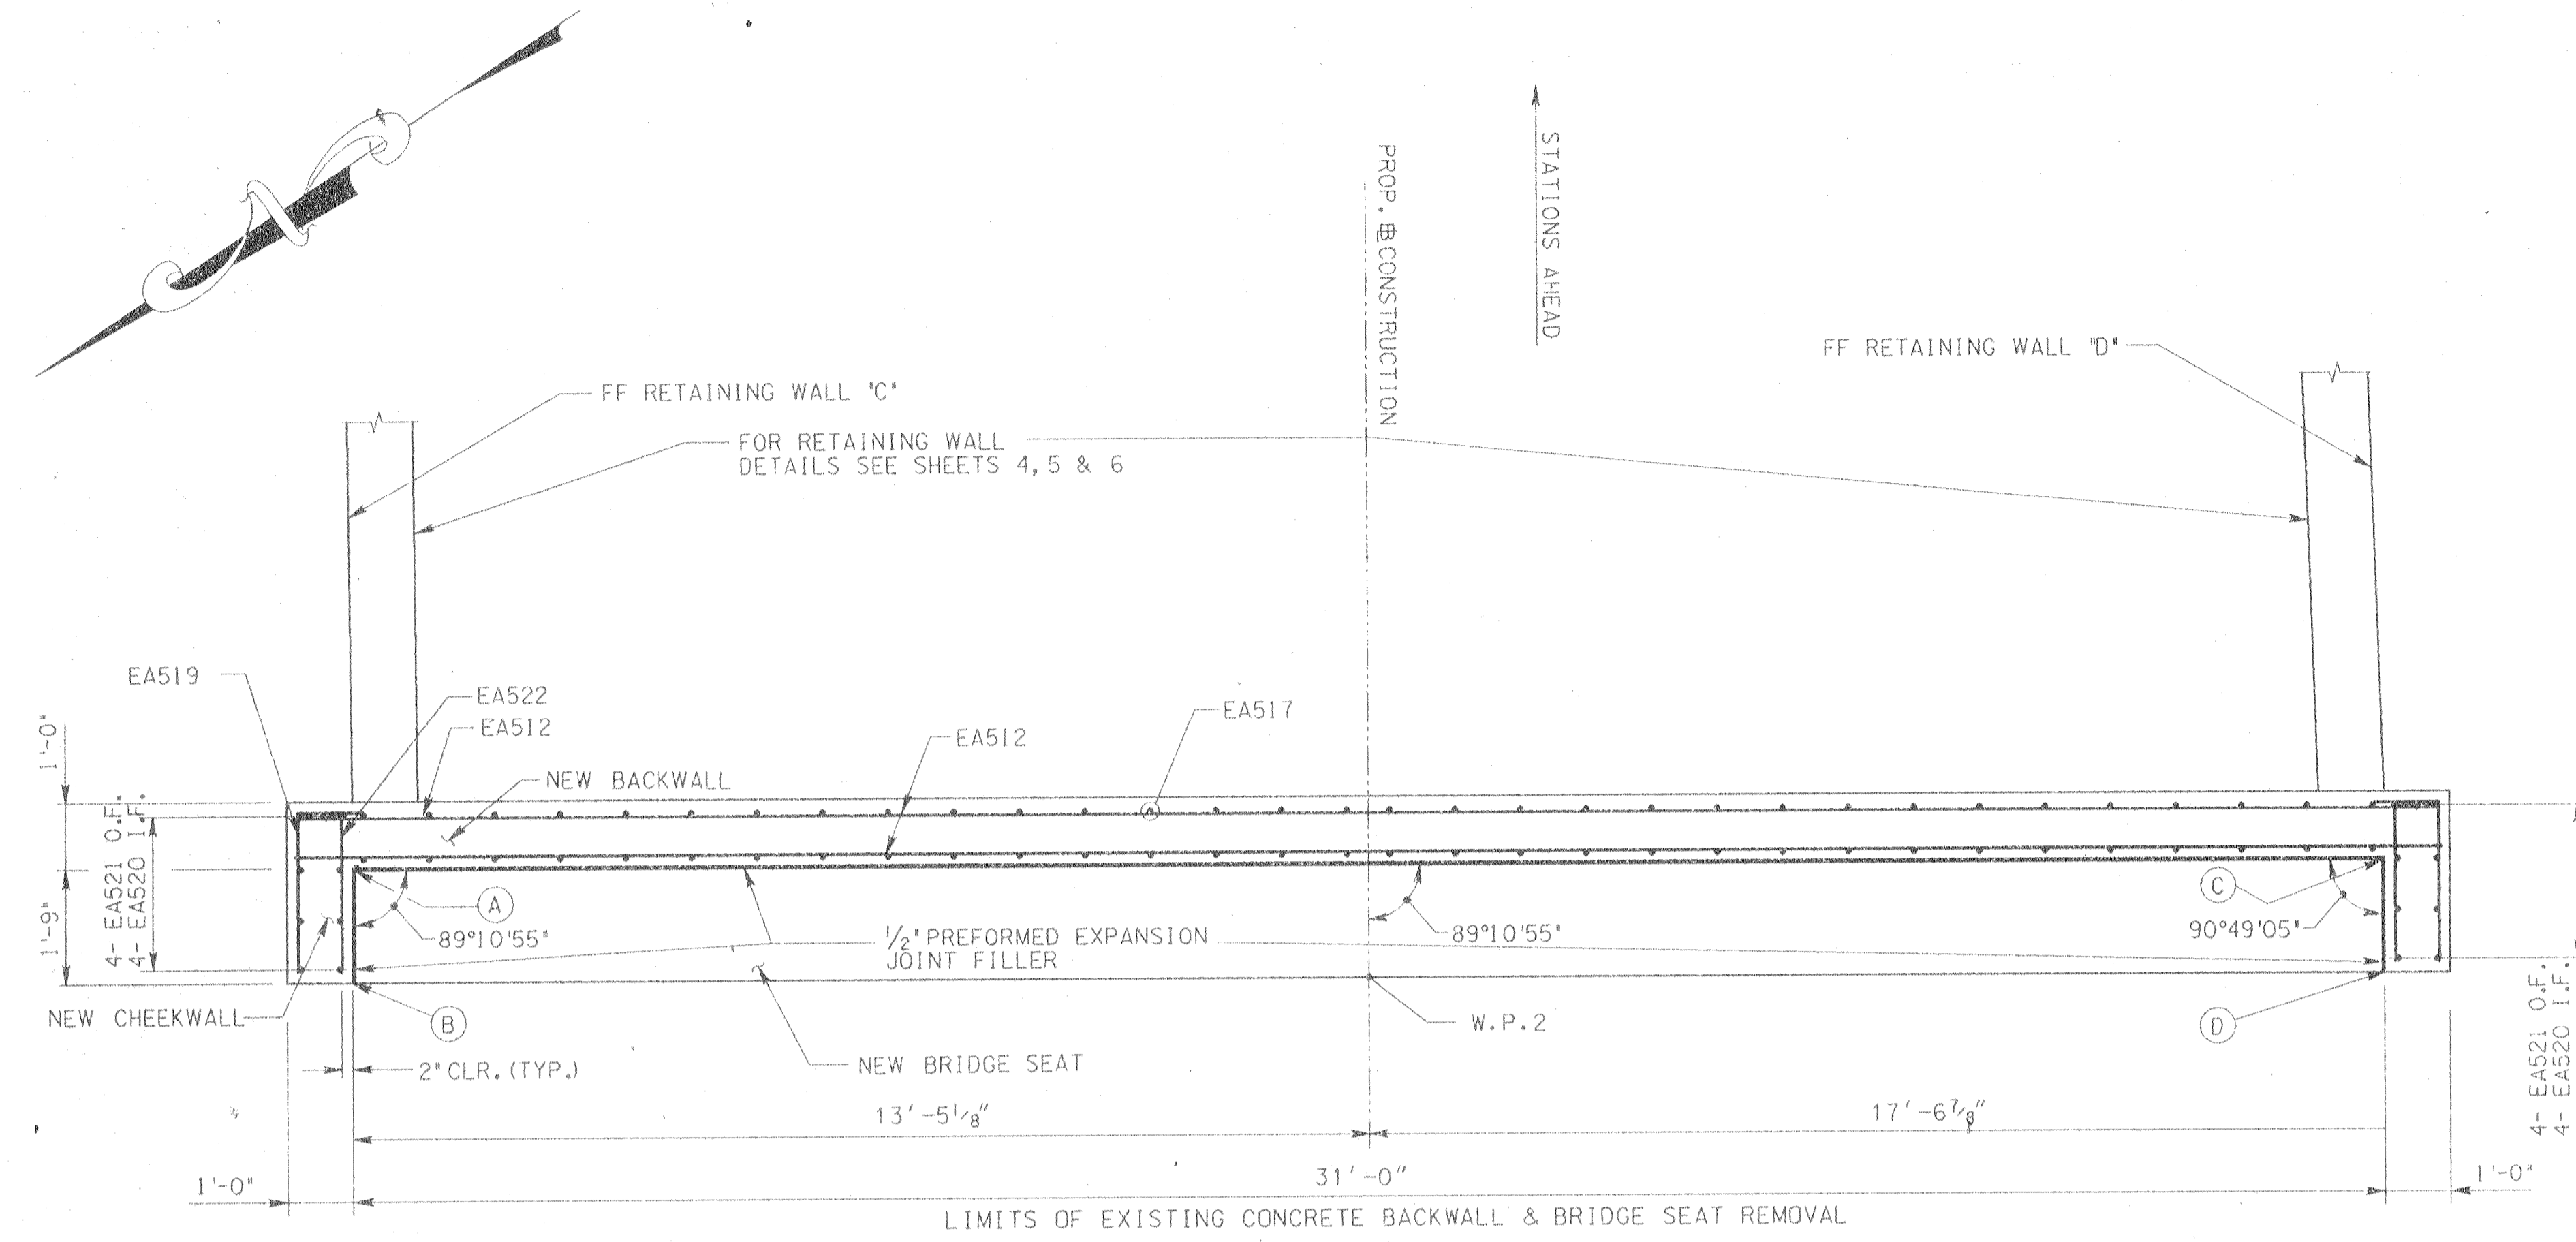 PROP. ⅊ CONSTRUCTION
STATIONS AHEAD
FF RETAINING WALL "D"
FF RETAINING WALL "C"
FOR RETAINING WALL
DETAILS SEE SHEETS 4,5 & 6
EA519
EA522
EA512
EA517
EA512
NEW BACKWALL
1'-0"
4- EA521 O.F.
4- EA520 I.F.
1'-9"
A
89°10'55"
1/2" PREFORMED EXPANSION
JOINT FILLER
89°10'55"
C
90°49'05"
NEW CHEEKWALL
B
W.P.2
D
2" CLR. (TYP.)
NEW BRIDGE SEAT
4- EA521 O.F.
4- EA520 I.F.
13'-5 1/8"
17'-6 7/8"
1'-0"
31'-0"
1'-0"
LIMITS OF EXISTING CONCRETE BACKWALL & BRIDGE SEAT REMOVAL